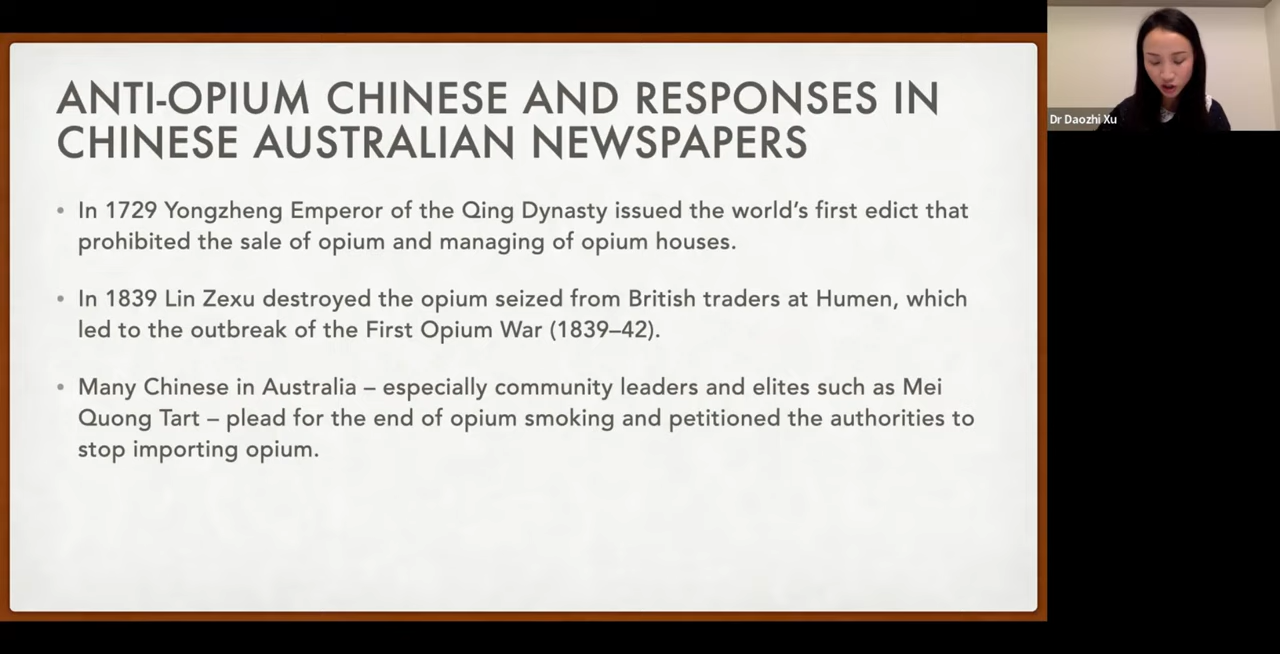 ANTI-OPIUM CHINESE AND RESPONSES IN
CHINESE AUSTRALIAN NEWSPAPERS
• In 1729 Yongzheng Emperor of the Qing Dynasty issued the world's first edict that
prohibited the sale of opium and managing of opium houses.
• In 1839 Lin Zexu destroyed the opium seized from British traders at Humen, which
led to the outbreak of the First Opium War (1839–42).
• Many Chinese in Australia – especially community leaders and elites such as Mei
Quong Tart – plead for the end of opium smoking and petitioned the authorities to
stop importing opium.
Dr Daozhi Xu